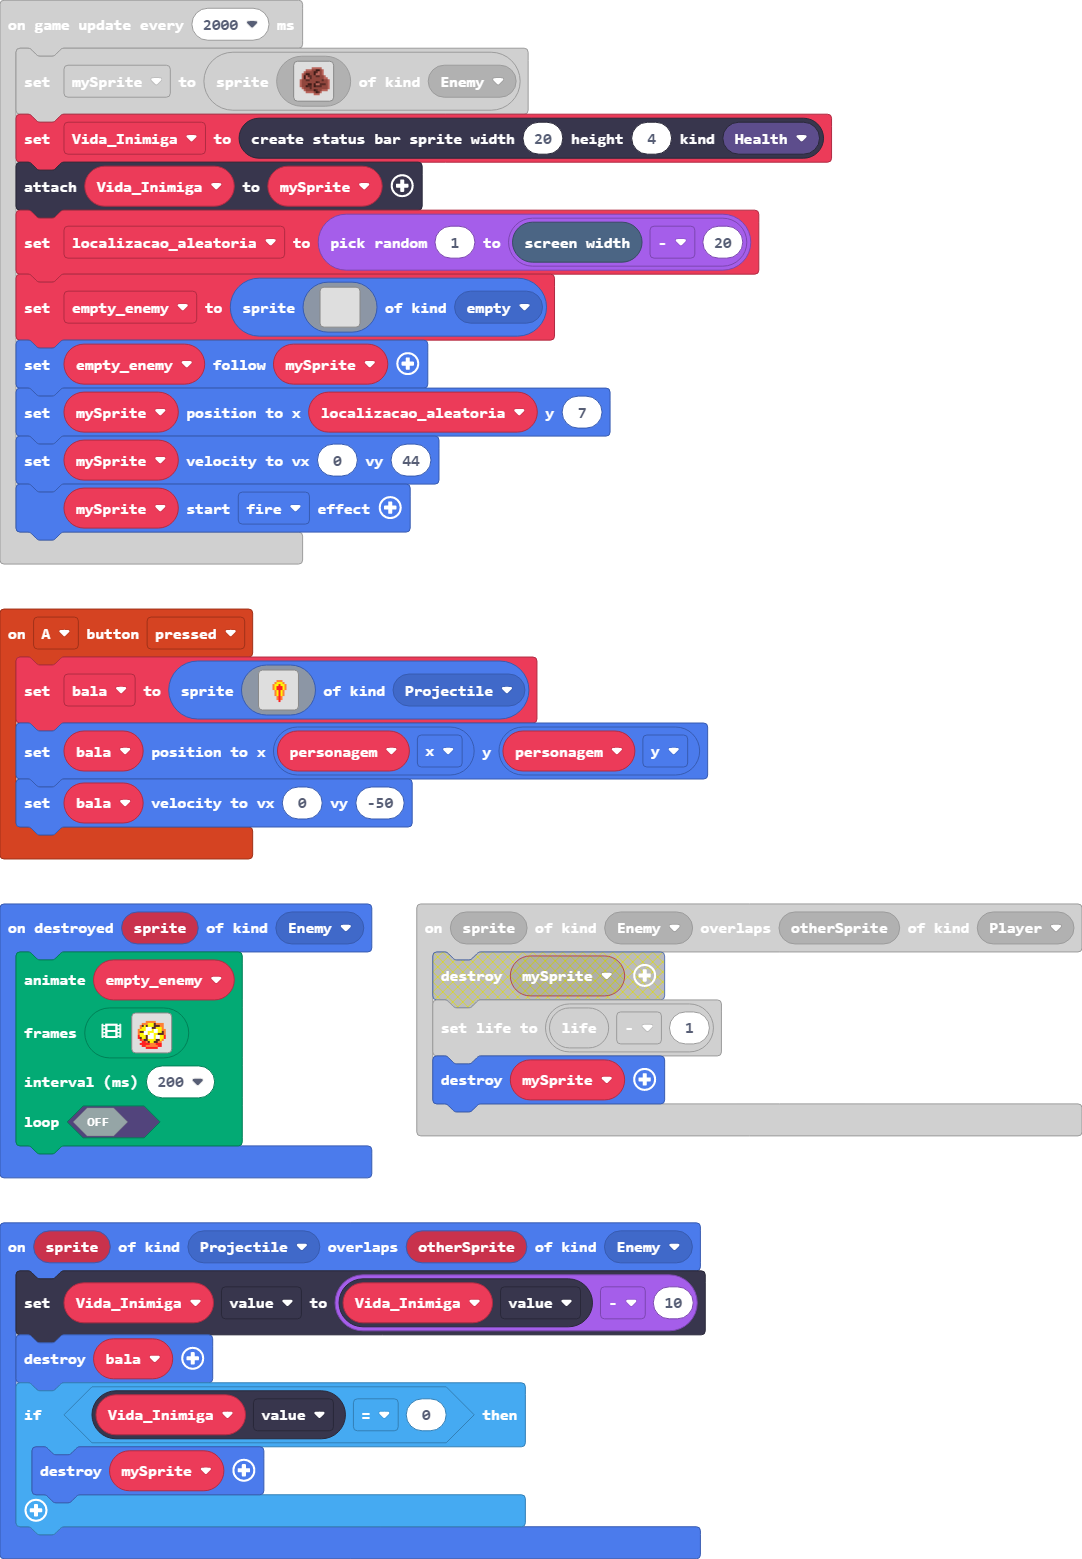 on game update every 2000 ms
set mySprite to sprite of kind Enemy
set Vida_Inimiga to create status bar sprite width 20 height 4 kind Health
attach Vida_Inimiga to mySprite
set localizacao_aleatoria to pick random 1 to screen width - 20
set empty_enemy to sprite of kind empty
set empty_enemy follow mySprite
set mySprite position to x localizacao_aleatoria y 7
set mySprite velocity to vx 0 vy 44
mySprite start fire effect
on A button pressed
set bala to sprite of kind Projectile
set bala position to x personagem x y personagem y
set bala velocity to vx 0 vy -50
on destroyed sprite of kind Enemy
animate empty_enemy
frames
interval (ms) 200
loop OFF
on sprite of kind Enemy overlaps otherSprite of kind Player
destroy mySprite
set life to life - 1
destroy mySprite
on sprite of kind Projectile overlaps otherSprite of kind Enemy
set Vida_Inimiga value to Vida_Inimiga value - 10
destroy bala
if Vida_Inimiga value = 0 then
destroy mySprite